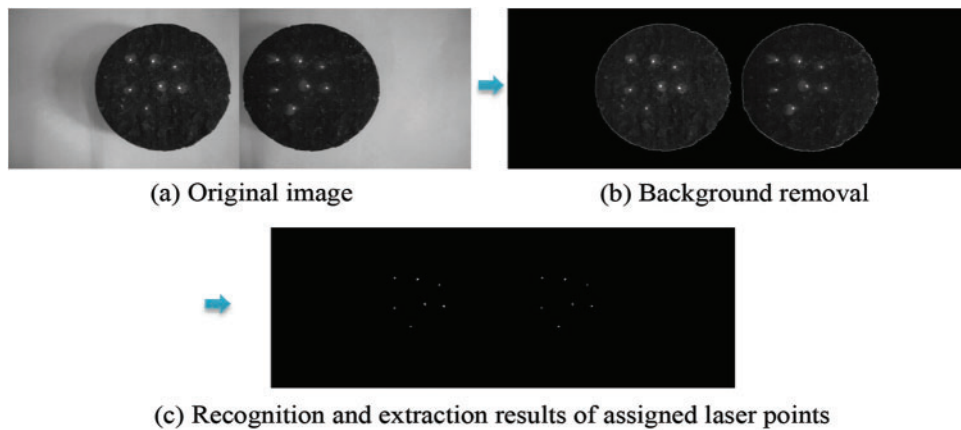 (a) Original image
(b) Background removal
(c) Recognition and extraction results of assigned laser points